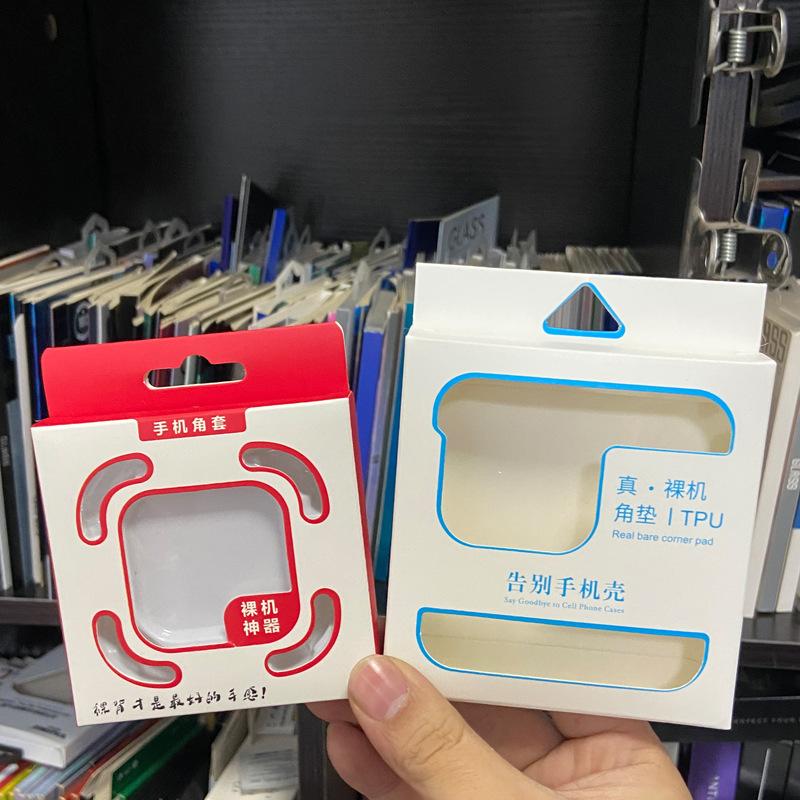 手机角套
裸机
神器
裸背才是最好的手感!
真·裸机
角垫 | TPU
Real bare corner pad
告别手机壳
Say Goodbye to Cell Phone Cases
GLASS